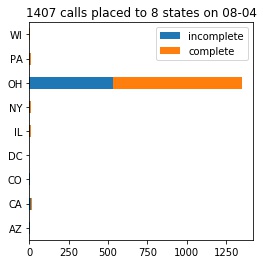 1407 calls placed to 8 states on 08-04
incomplete
complete
WI
PA
OH
NY
IL
DC
CO
CA
AZ
0 250 500 750 1000 1250